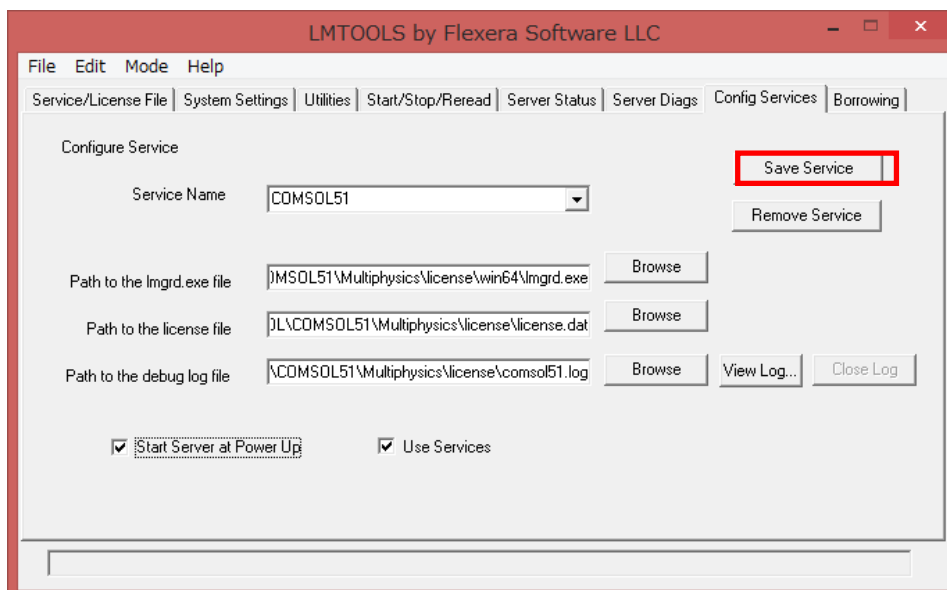 LMTOOLS by Flexera Software LLC
File Edit Mode Help
Service/License File System Settings Utilities Start/Stop/Reread Server Status Server Diags Config Services Borrowing
Configure Service
Save Service
Service Name COMSOL51
Remove Service
Path to the lmgrd.exe file )MSOL51\Multiphysics\license\win64\lmgrd.exe Browse
Path to the license file )L\COMSOL51\Multiphysics\license\license.dat Browse
Path to the debug log file \COMSOL51\Multiphysics\license\comsol51.log Browse View Log... Close Log
Start Server at Power Up Use Services